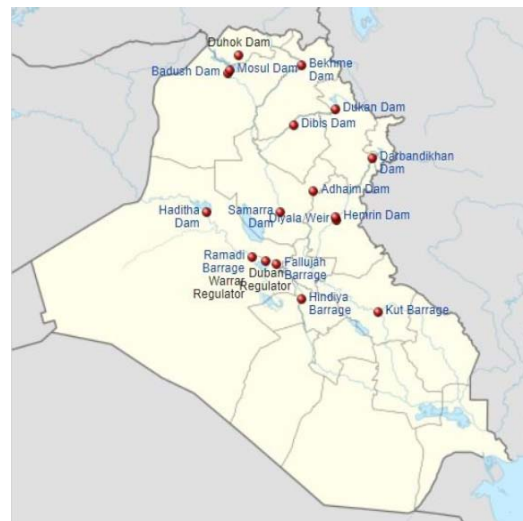 Duhok Dam
Badush Dam
Mosul Dam
Bekhme
Dam
Dukan Dam
Dibis Dam
Darbandikhan
Dam
Adhaim Dam
Haditha
Dam
Samarra
Dam
Diyala Weir
Hemrin Dam
Ramadi
Barrage
Warrar
Regulator
Duban
Regulator
Fallujah
Barrage
Hindiya
Barrage
Kut Barrage